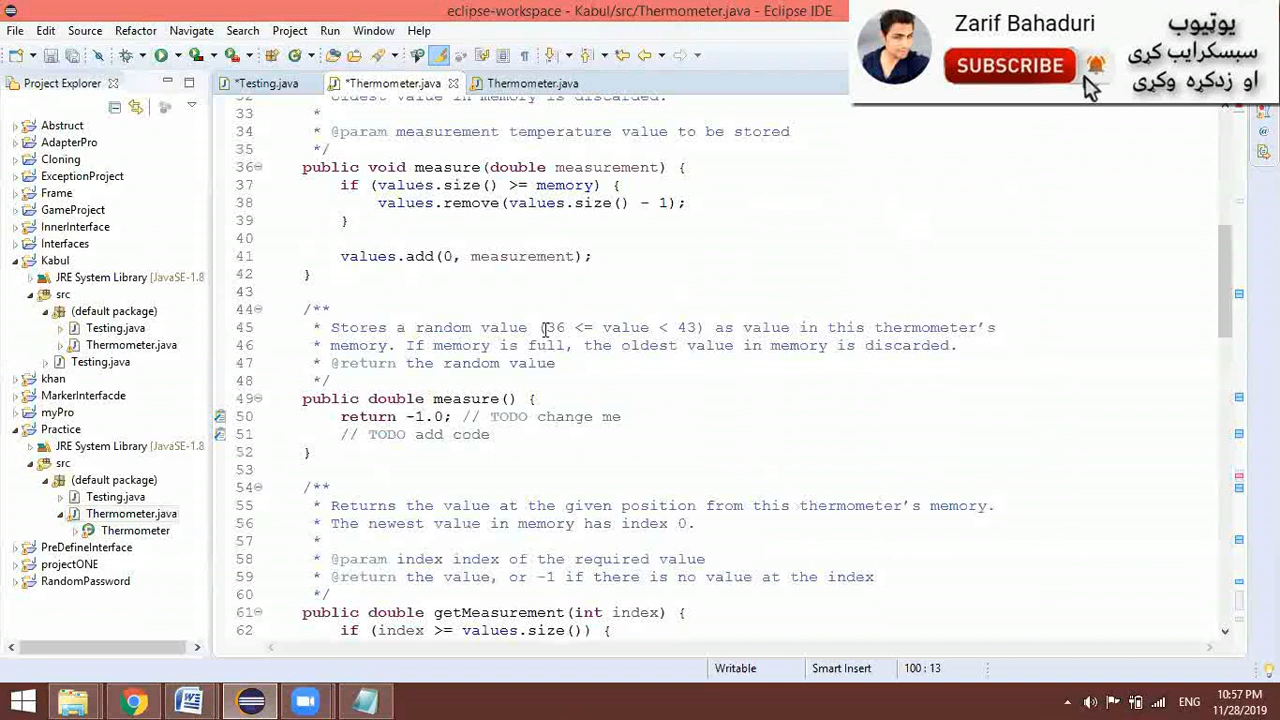 eclipse-workspace - Kabul/src/Thermometer.java - Eclipse IDE
File Edit Source Refactor Navigate Search Project Run Window Help
Zarif Bahaduri
SUBSCRIBE
یوټیوب
سبسکرایب کړی
او زدکړه وکړی
Project Explorer
*Testing.java
*Thermometer.java
Thermometer.java
Abstruct
AdapterPro
Cloning
ExceptionProject
Frame
GameProject
InnerInterface
Interfaces
Kabul
JRE System Library [JavaSE-1.8
src
(default package)
Testing.java
Thermometer.java
Testing.java
khan
MarkerInterfacde
myPro
Practice
JRE System Library [JavaSE-1.8
src
(default package)
Testing.java
Thermometer.java
Thermometer
PreDefineInterface
projectONE
RandomPassword
32 * Oldest value in memory is discarded.
33 *
34 * @param measurement temperature value to be stored
35 */
36 public void measure(double measurement) {
37 if (values.size() >= memory) {
38 values.remove(values.size() - 1);
39 }
40
41 values.add(0, measurement);
42 }
43
44 /**
45 * Stores a random value (36 <= value < 43) as value in this thermometer’s
46 * memory. If memory is full, the oldest value in memory is discarded.
47 * @return the random value
48 */
49 public double measure() {
50 return -1.0; // TODO change me
51 // TODO add code
52 }
53
54 /**
55 * Returns the value at the given position from this thermometer’s memory.
56 * The newest value in memory has index 0.
57 *
58 * @param index index of the required value
59 * @return the value, or -1 if there is no value at the index
60 */
61 public double getMeasurement(int index) {
62 if (index >= values.size()) {
Writable
Smart Insert
100 : 13
ENG
10:57 PM
11/28/2019